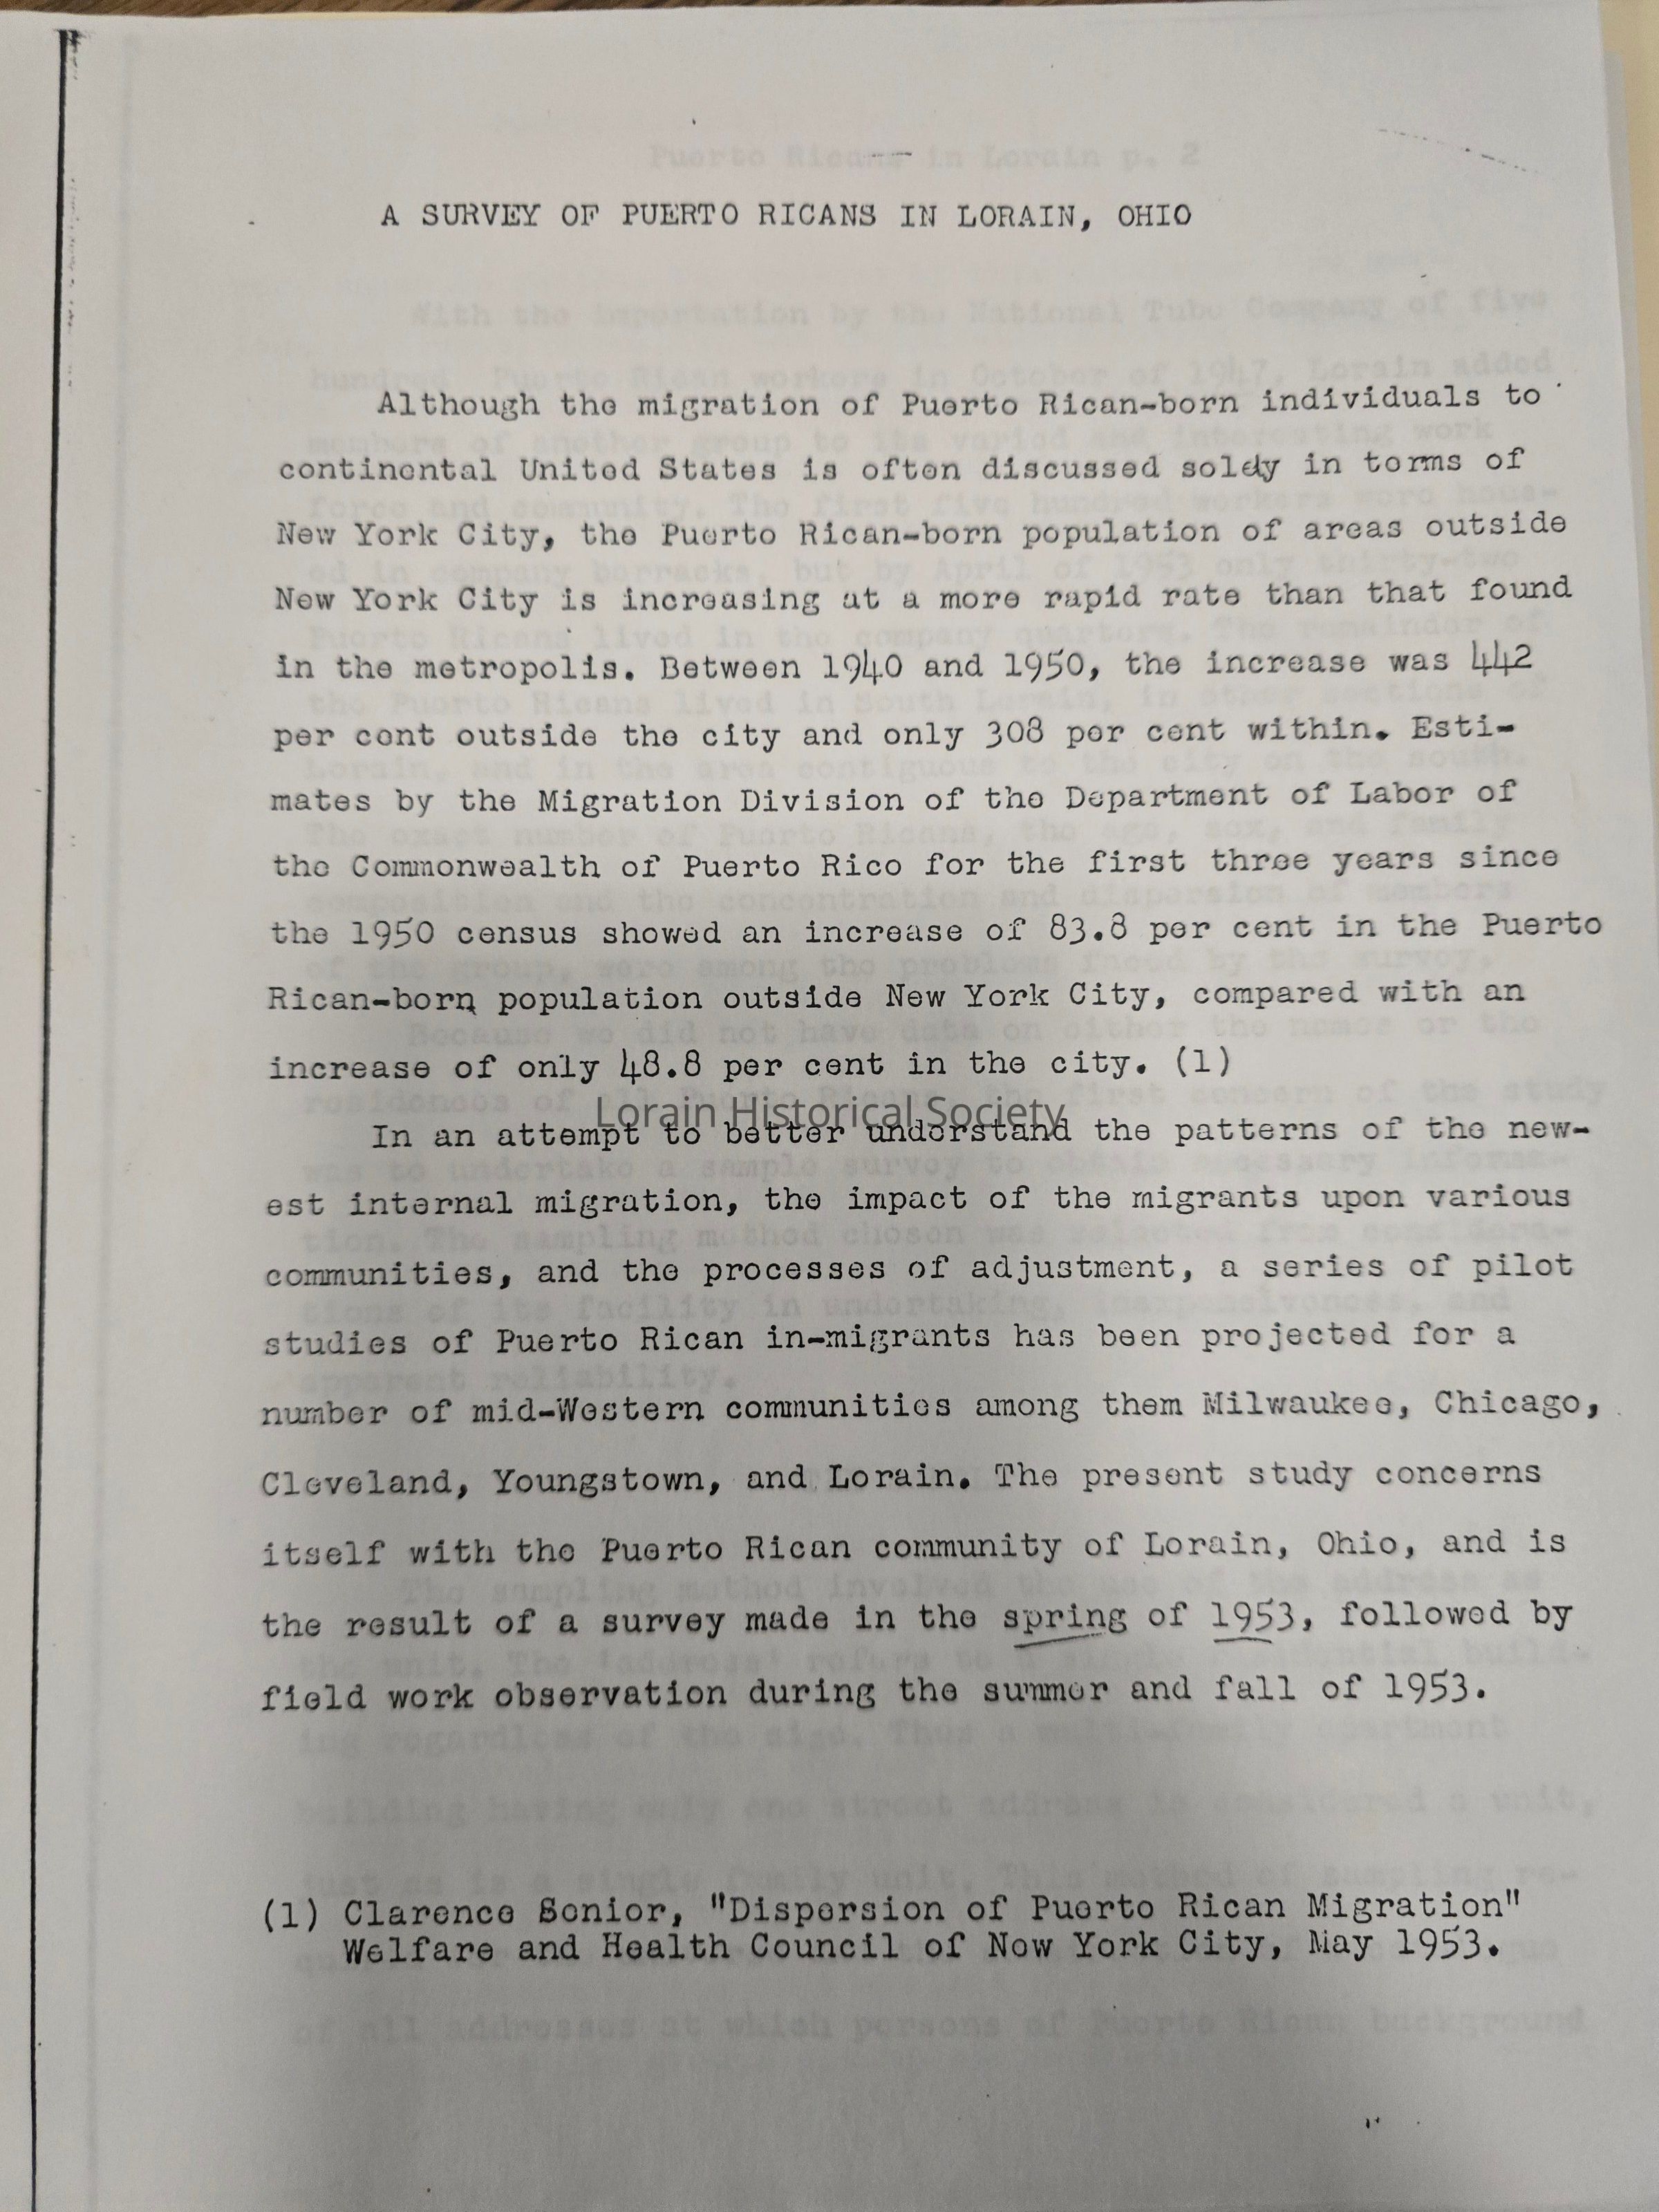 A SURVEY OF PUERTO RICANS IN LORAIN, OHIO
Although the migration of Puerto Rican-born individuals to
continental United States is often discussed solely in terms of
New York City, the Puerto Rican-born population of areas outside
New York City is increasing at a more rapid rate than that found
in the metropolis. Between 1940 and 1950, the increase was 442
per cent outside the city and only 308 per cent within. Esti-
mates by the Migration Division of the Department of Labor of
the Commonwealth of Puerto Rico for the first three years since
the 1950 census showed an increase of 83.8 per cent in the Puerto
Rican-born population outside New York City, compared with an
increase of only 48.8 per cent in the city. (1)
Lorain Historical Society
In an attempt to better understand the patterns of the new-
est internal migration, the impact of the migrants upon various
communities, and the processes of adjustment, a series of pilot
studies of Puerto Rican in-migrants has been projected for a
number of mid-Western communities among them Milwaukee, Chicago,
Cleveland, Youngstown, and Lorain. The present study concerns
itself with the Puerto Rican community of Lorain, Ohio, and is
the result of a survey made in the spring of 1953, followed by
field work observation during the summer and fall of 1953.
(1) Clarence Senior, "Dispersion of Puerto Rican Migration"
Welfare and Health Council of New York City, May 1953.